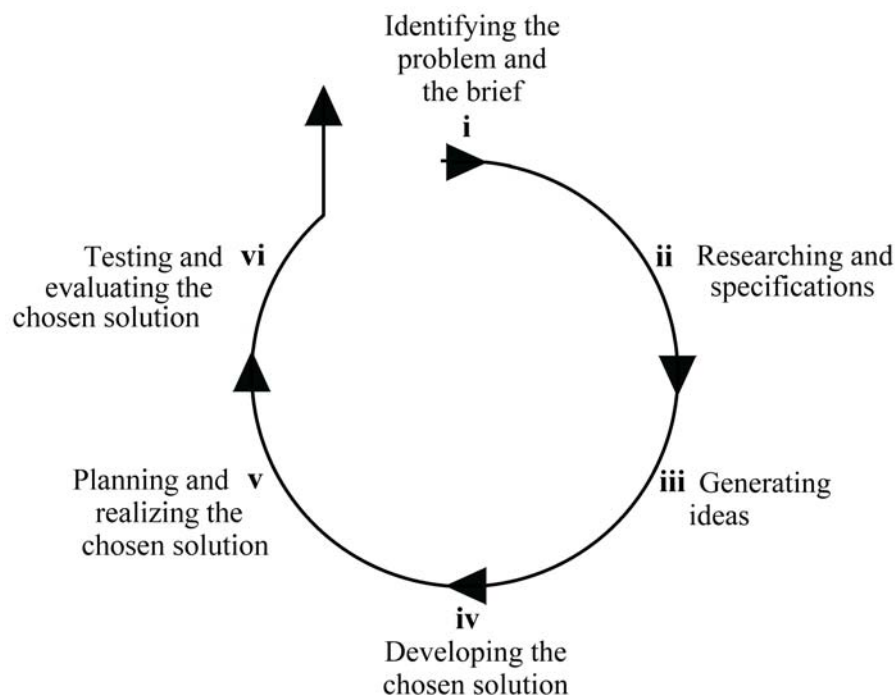 Identifying the
problem and
the brief
i
ii Researching and
specifications
iii Generating
ideas
iv
Developing the
chosen solution
Planning and v
realizing the
chosen solution
Testing and vi
evaluating the
chosen solution